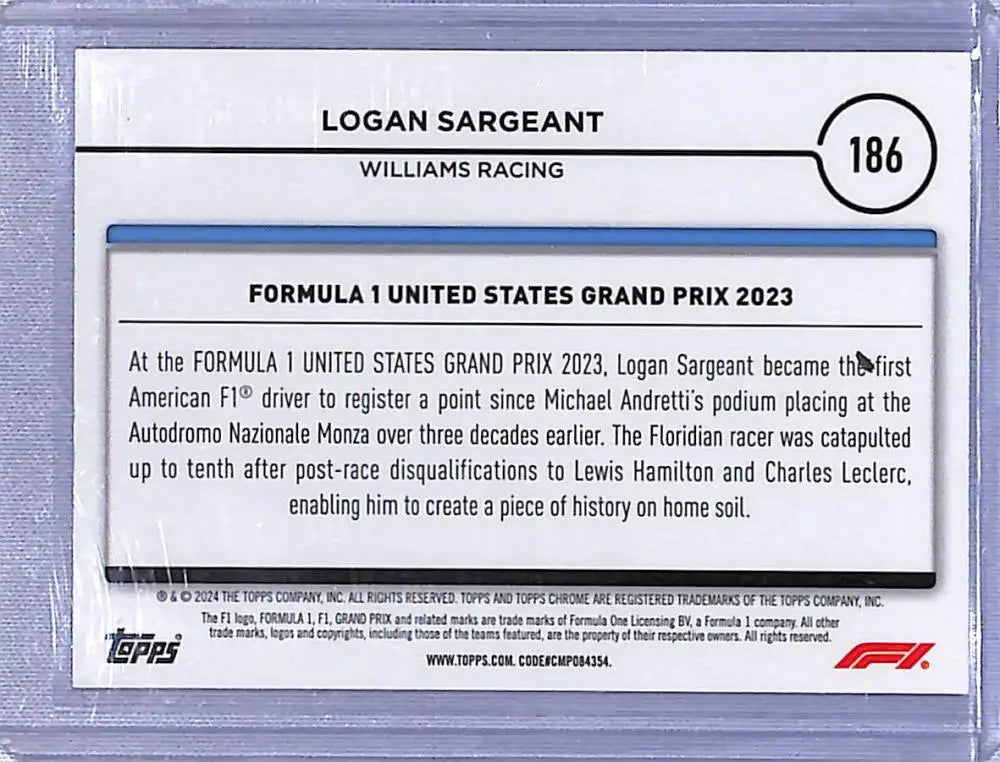 LOGAN SARGEANT
186
WILLIAMS RACING
FORMULA 1 UNITED STATES GRAND PRIX 2023
At the FORMULA 1 UNITED STATES GRAND PRIX 2023, Logan Sargeant became the first
American F1® driver to register a point since Michael Andretti's podium placing at the
Autodromo Nazionale Monza over three decades earlier. The Floridian racer was catapulted
up to tenth after post-race disqualifications to Lewis Hamilton and Charles Leclerc,
enabling him to create a piece of history on home soil.
® & © 2024 THE TOPPS COMPANY, INC. ALL RIGHTS RESERVED. TOPPS AND TOPPS CHROME ARE REGISTERED TRADEMARKS OF THE TOPPS COMPANY, INC.
The F1 logo, FORMULA 1, F1, GRAND PRIX and related marks are trade marks of Formula One Licensing BV, a Formula 1 company. All other
trade marks, logos and copyrights, including those of the teams featured, are the property of their respective owners. All rights reserved.
Topps
WWW.TOPPS.COM. CODE#CMP084354.
F1